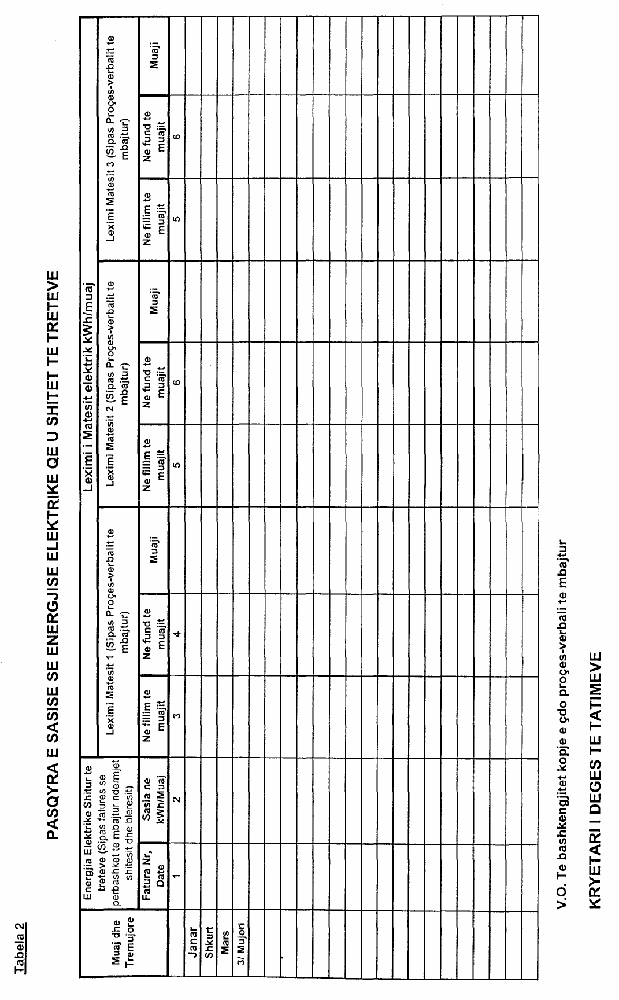 Tabela 2
PASQYRA E SASISE SE ENERGJISE ELEKTRIKE QE U SHITET TE TRETEVE
Muaj dhe
Tremujore
Energjia Elektrike Shitur te
treteve (Sipas fatures se
perbashket te mbajtur ndermjet
shitesit dhe bleresit)
Leximi i Matesit elektrik kWh/muaj
Leximi Matesit 1 (Sipas Proçes-verbalit te
mbajtur)
Leximi Matesit 2 (Sipas Proçes-verbalit te
mbajtur)
Leximi Matesit 3 (Sipas Proçes-verbalit te
mbajtur)
Fatura Nr,
Date
Sasia ne
kWh/Muaj
Ne fillim te
muajit
Ne fund te
muajit
Muaji
Ne fillim te
muajit
Ne fund te
muajit
Muaji
Ne fillim te
muajit
Ne fund te
muajit
Muaji
1 2 3 4 5 6 5 6
Janar
Shkurt
Mars
3/ Mujori
V.O. Te bashkengjitet kopje e çdo proçes-verbali te mbajtur
KRYETARI I DEGES TE TATIMEVE